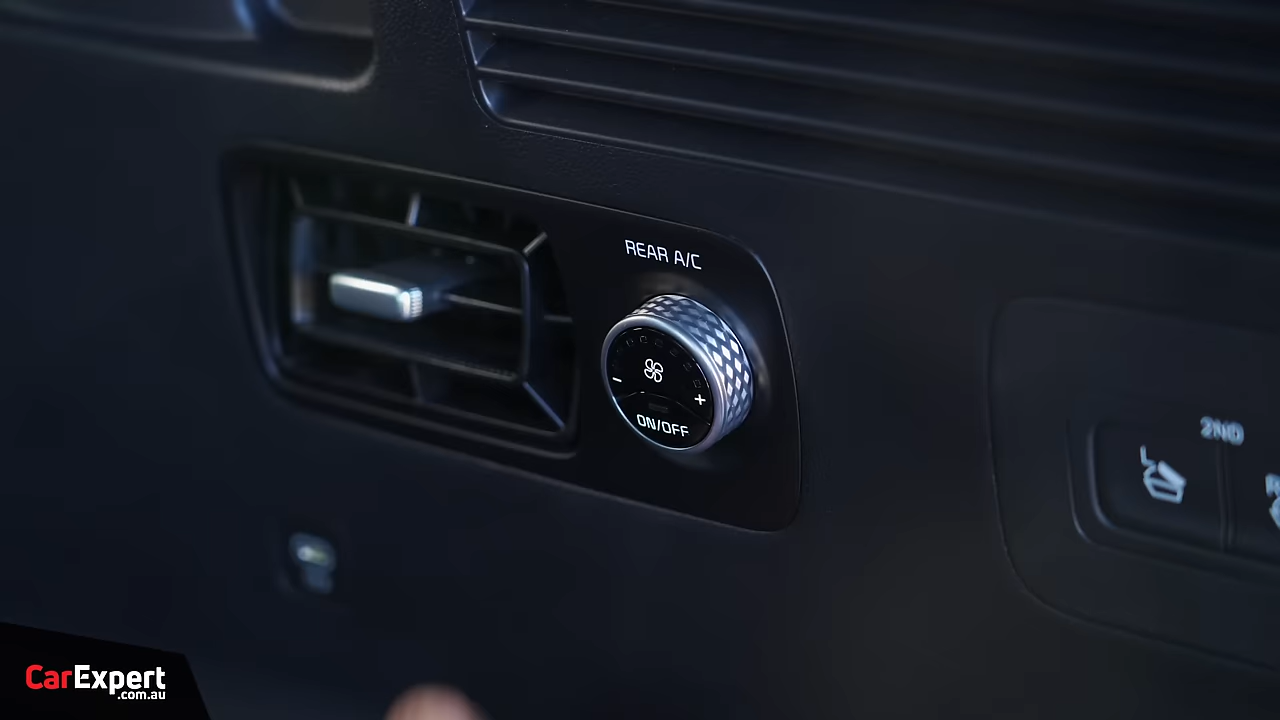 REAR A/C
- +
ON/OFF
2ND
L
R
CarExpert
.com.au